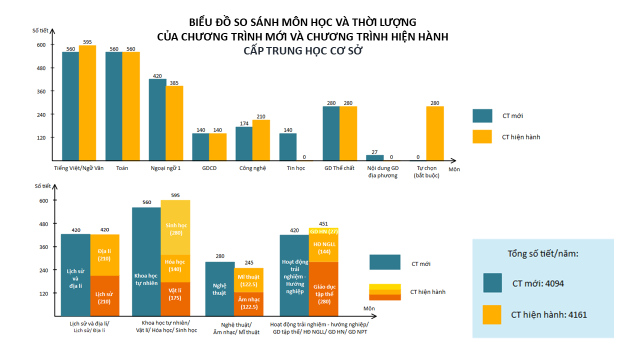 BIỂU ĐỒ SO SÁNH MÔN HỌC VÀ THỜI LƯỢNG
CỦA CHƯƠNG TRÌNH MỚI VÀ CHƯƠNG TRÌNH HIỆN HÀNH
CẤP TRUNG HỌC CƠ SỞ
Số tiết
600
480
360
240
120
560 595
560 560
420 385
140 140
174 210
140 0
280 280
27 0
0 280
Tiếng Việt/Ngữ Văn
Toán
Ngoại ngữ 1
GDCD
Công nghệ
Tin học
GD Thể chất
Nội dung GD
địa phương
Tự chọn
(bắt buộc)
Môn
CT mới
CT hiện hành
Số tiết
600
480
360
240
120
420 420
Lịch sử
và
địa lí
Địa lí
(210)
Lịch sử
(210)
560 595
Khoa học
tự nhiên
Sinh học
(280)
Hóa học
(140)
Vật lí
(175)
280 245
Nghệ
thuật
Mĩ thuật
(122.5)
Âm nhạc
(122.5)
420 451
Hoạt động
trải
nghiệm -
Hướng
nghiệp
HĐ NGLL
(144)
Giáo dục
tập thể
(280)
Lịch sử và địa lí/
Lịch sử/ Địa lí
Khoa học tự nhiên/
Vật lí/ Hóa học/ Sinh học
Nghệ thuật/
Âm nhạc/ Mĩ thuật
Hoạt động trải nghiệm - hướng nghiệp/
GD tập thể/ HĐ NGLL/ GD HN/ GD NPT
Môn
CT mới
CT hiện hành
Tổng số tiết/năm:
CT mới: 4094
CT hiện hành: 4161